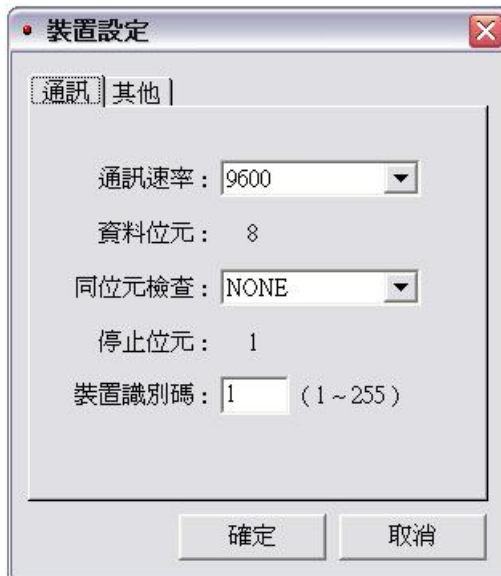 裝置設定
通訊 其他
通訊速率: 9600
資料位元: 8
同位元檢查: NONE
停止位元: 1
裝置識別碼: 1 (1~255)
確定 取消